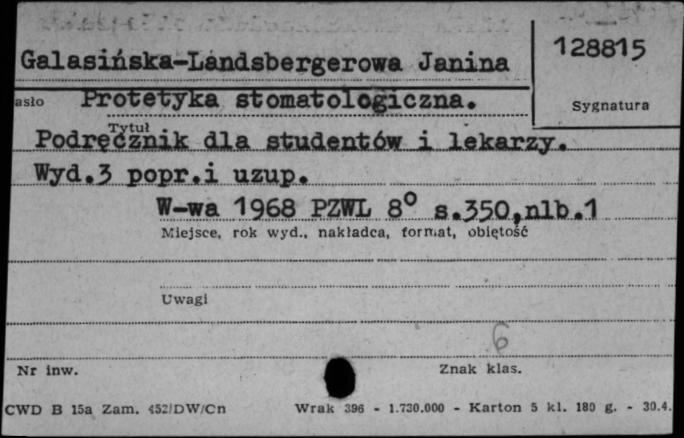 Galasińska-Landsbergerowa Janina
128815
asło Protetyka stomatologiczna.
Sygnatura
Tytuł
Podręcznik dla studentów i lekarzy.
Wyd.3 popr.i uzup.
W-wa 1968 PZWL 8° s.350,nlb.1
Miejsce, rok wyd., nakładca, format, objętość
Uwagi
6
Nr inw.
Znak klas.
CWD B 15a Zam. 452/DW/Cn Wrak 396 - 1.730.000 - Karton 5 kl. 180 g. - 30.4.